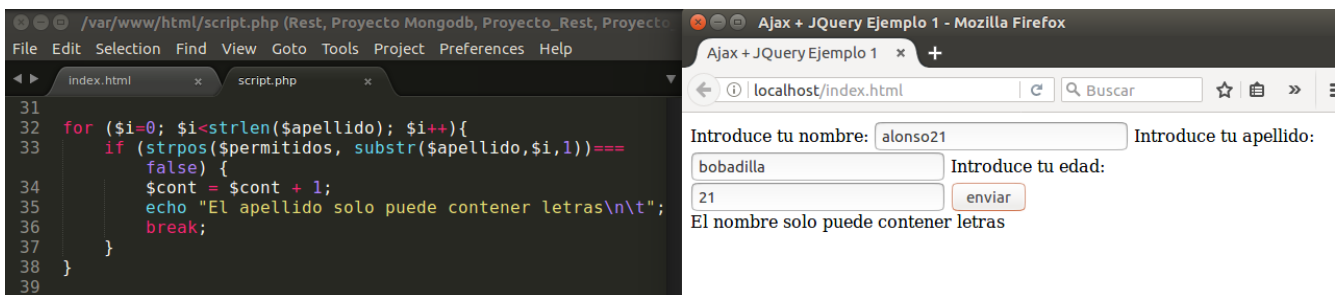 /var/www/html/script.php (Rest, Proyecto Mongodb, Proyecto_Rest, Proyecto
File Edit Selection Find View Goto Tools Project Preferences Help
index.html × script.php ×
31
32 for ($i=0; $i<strlen($apellido); $i++){
33 if (strpos($permitidos, substr($apellido,$i,1))===
false) {
34 $cont = $cont + 1;
35 echo "El apellido solo puede contener letras\n\t";
36 break;
37 }
38 }
39
Ajax + JQuery Ejemplo 1 - Mozilla Firefox
Ajax + JQuery Ejemplo 1 × +
localhost/index.html Buscar »
Introduce tu nombre: alonso21 Introduce tu apellido:
bobadilla Introduce tu edad:
21 enviar
El nombre solo puede contener letras